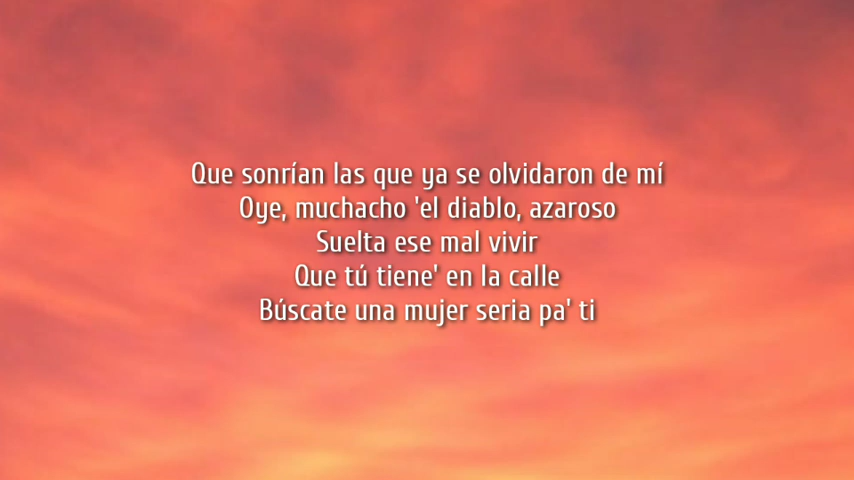 Que sonrían las que ya se olvidaron de mí
Oye, muchacho 'el diablo, azaroso
Suelta ese mal vivir
Que tú tiene' en la calle
Búscate una mujer seria pa' ti